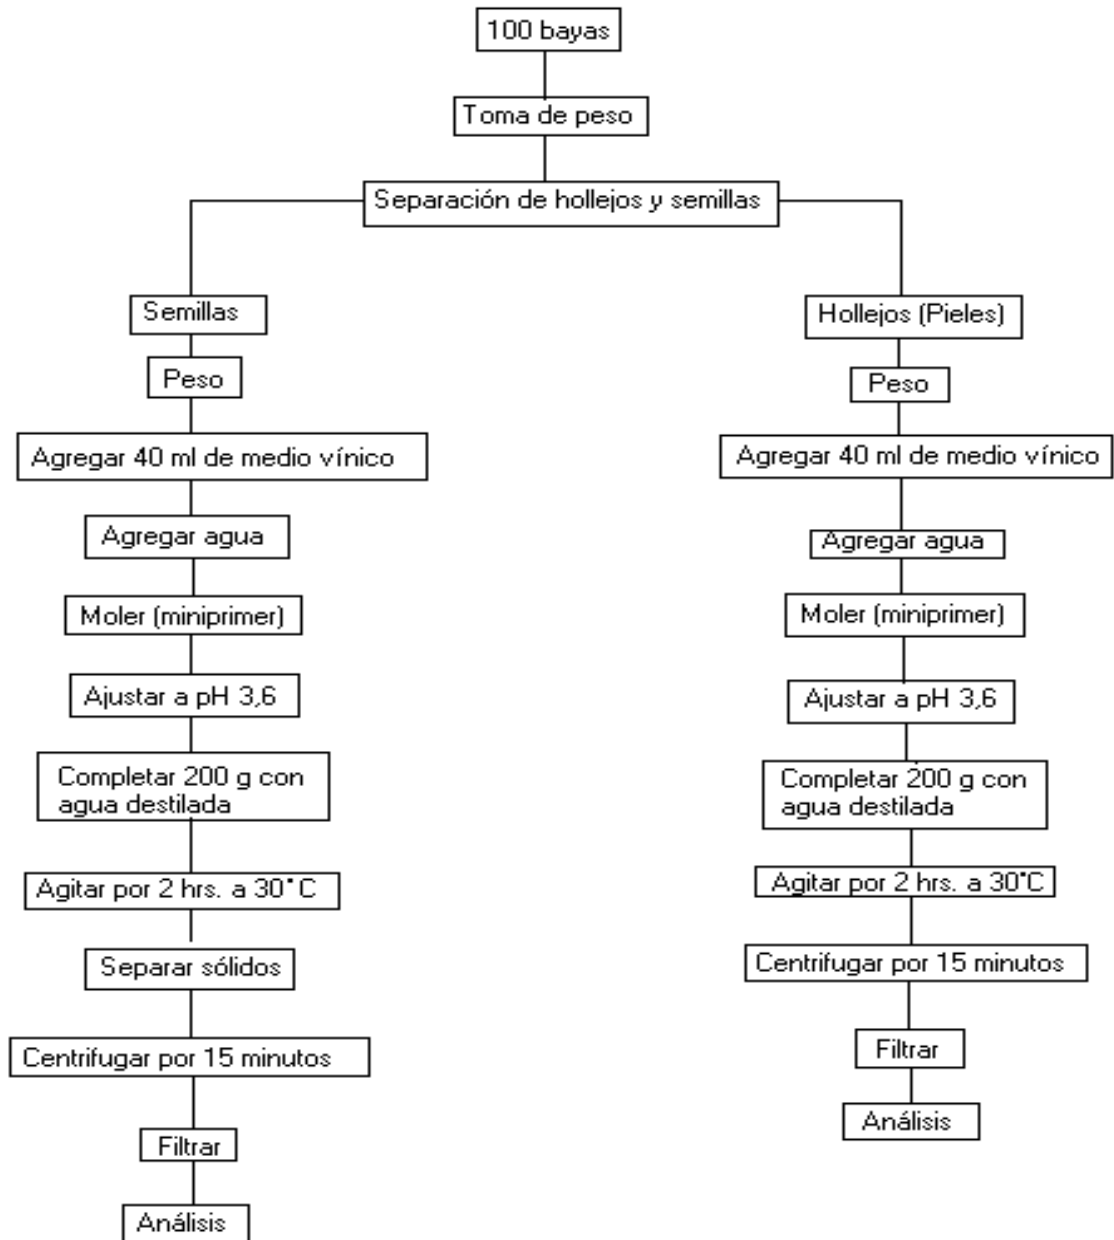 100 bayas
Toma de peso
Separación de hollejos y semillas
Semillas
Peso
Agregar 40 ml de medio vínico
Agregar agua
Moler (miniprimer)
Ajustar a pH 3,6
Completar 200 g con
agua destilada
Agitar por 2 hrs. a 30°C
Separar sólidos
Centrifugar por 15 minutos
Filtrar
Análisis
Hollejos (Pieles)
Peso
Agregar 40 ml de medio vínico
Agregar agua
Moler (miniprimer)
Ajustar a pH 3,6
Completar 200 g con
agua destilada
Agitar por 2 hrs. a 30°C
Centrifugar por 15 minutos
Filtrar
Análisis